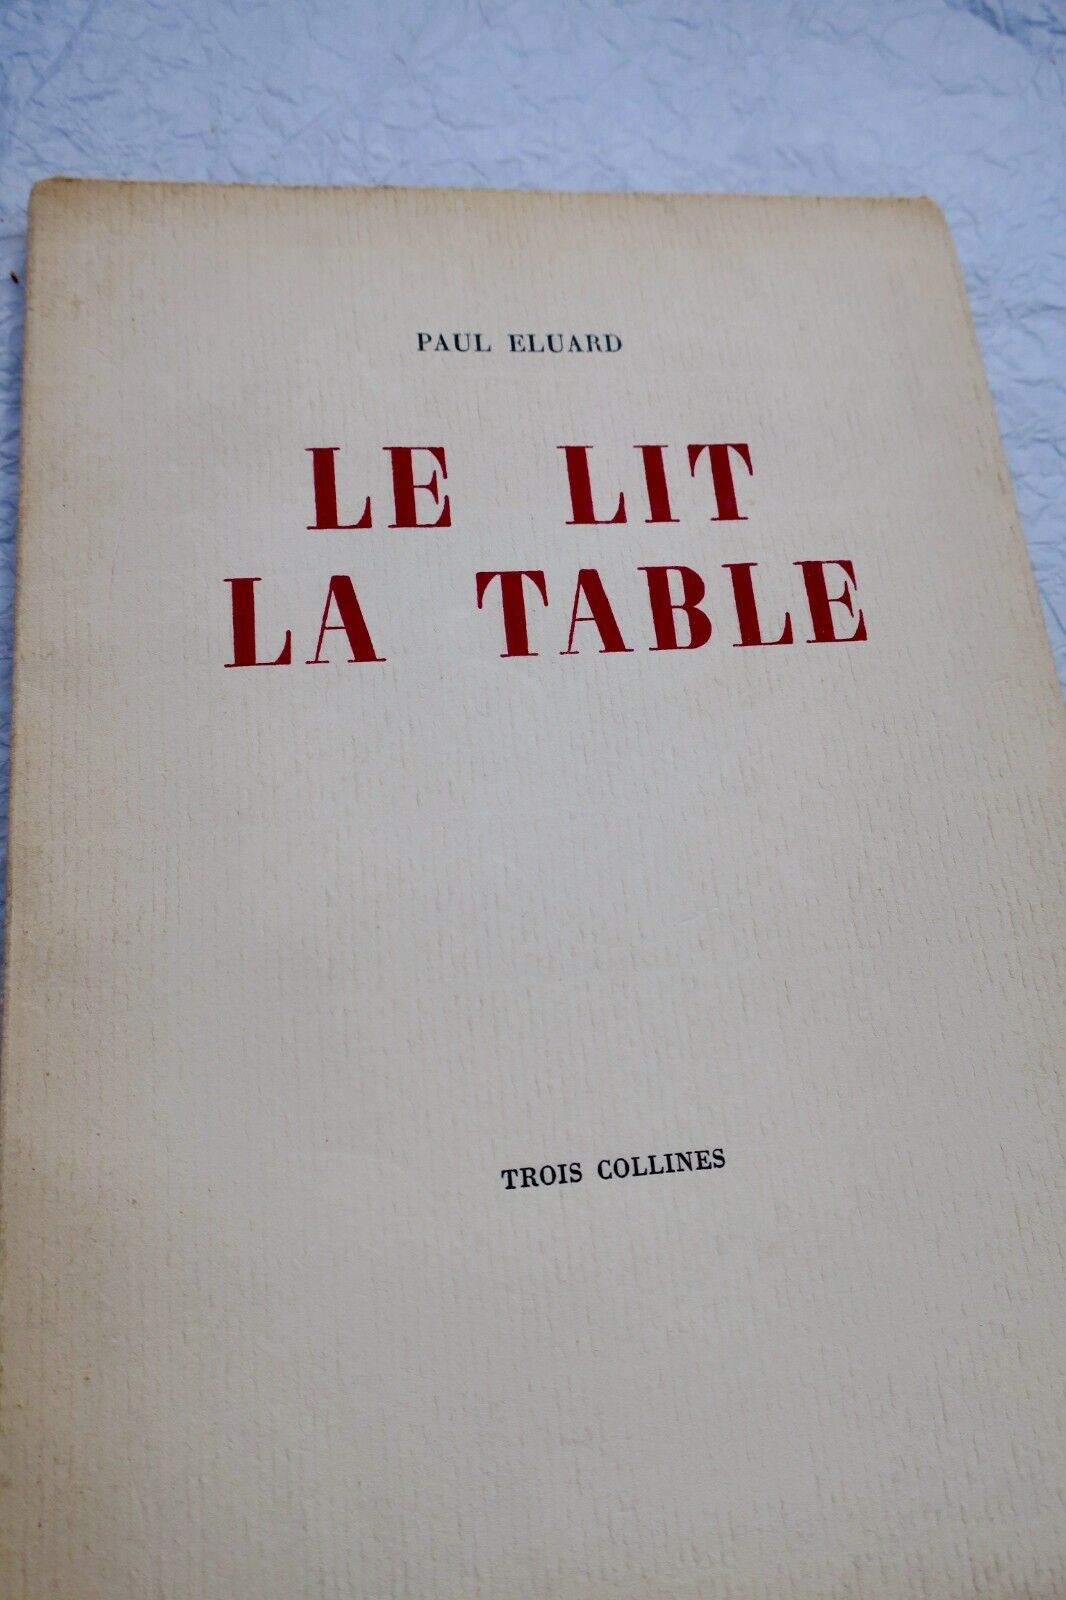 PAUL ELUARD
LE LIT
LA TABLE
TROIS COLLINES